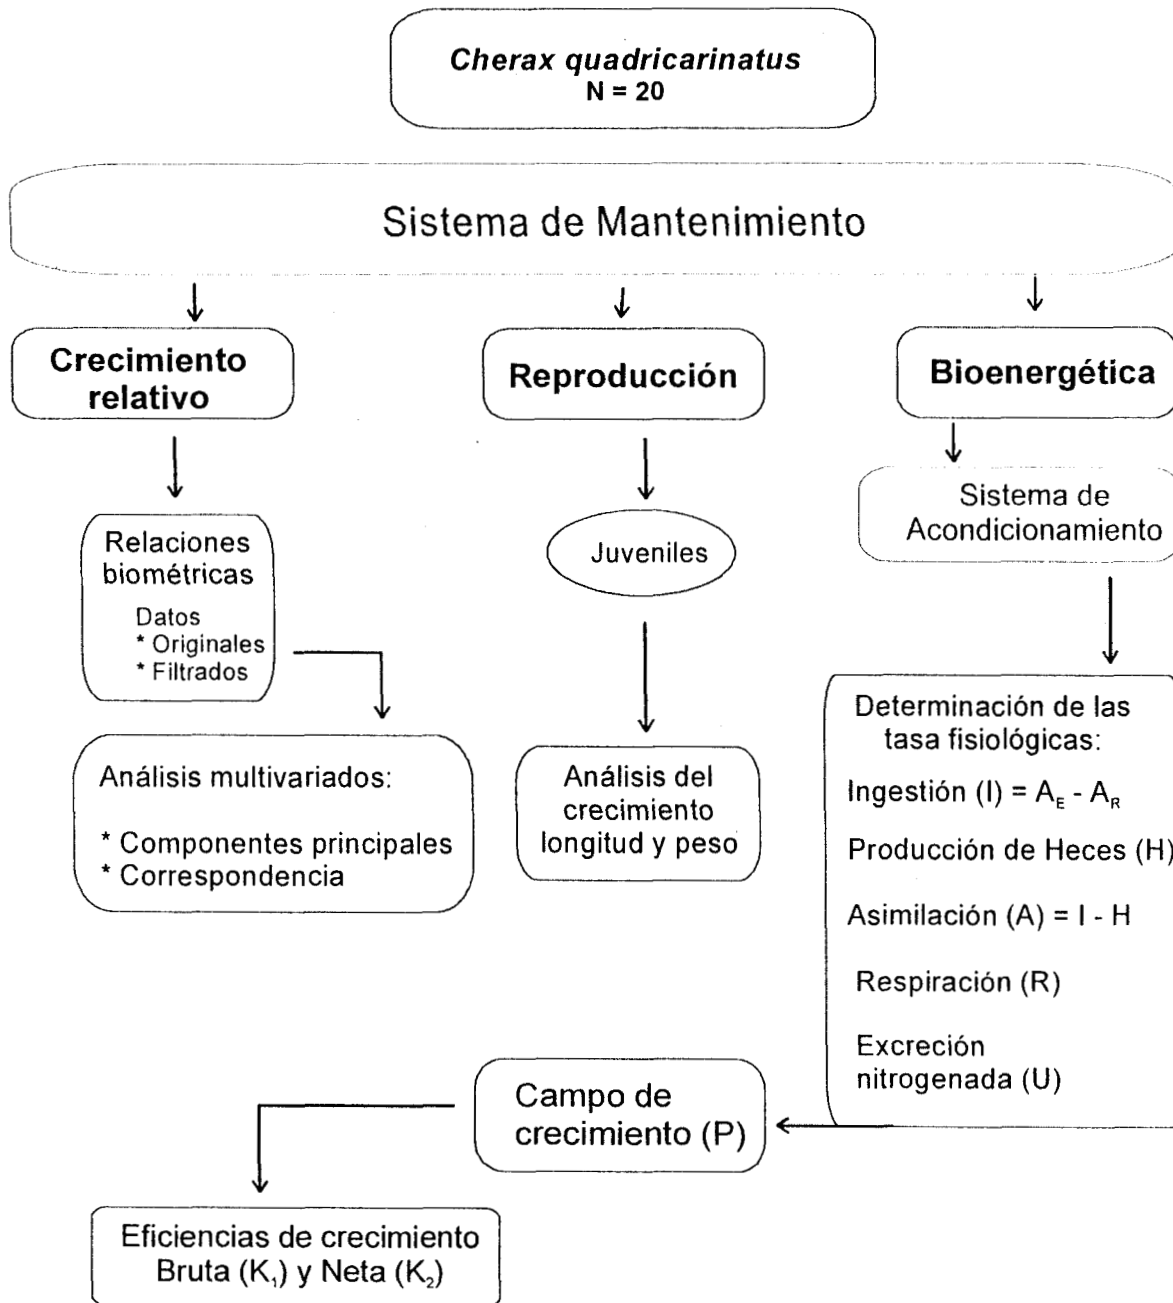 Cherax quadricarinatus
N = 20
Sistema de Mantenimiento
Crecimiento
relativo
Relaciones
biométricas
Datos
* Originales
* Filtrados
Análisis multivariados:
* Componentes principales
* Correspondencia
Reproducción
Juveniles
Análisis del
crecimiento
longitud y peso
Bioenergética
Sistema de
Acondicionamiento
Determinación de las
tasa fisiológicas:
Ingestión (I) = A_E - A_R
Producción de Heces (H)
Asimilación (A) = I - H
Respiración (R)
Excreción
nitrogenada (U)
Campo de
crecimiento (P)
Eficiencias de crecimiento
Bruta (K₁) y Neta (K₂)